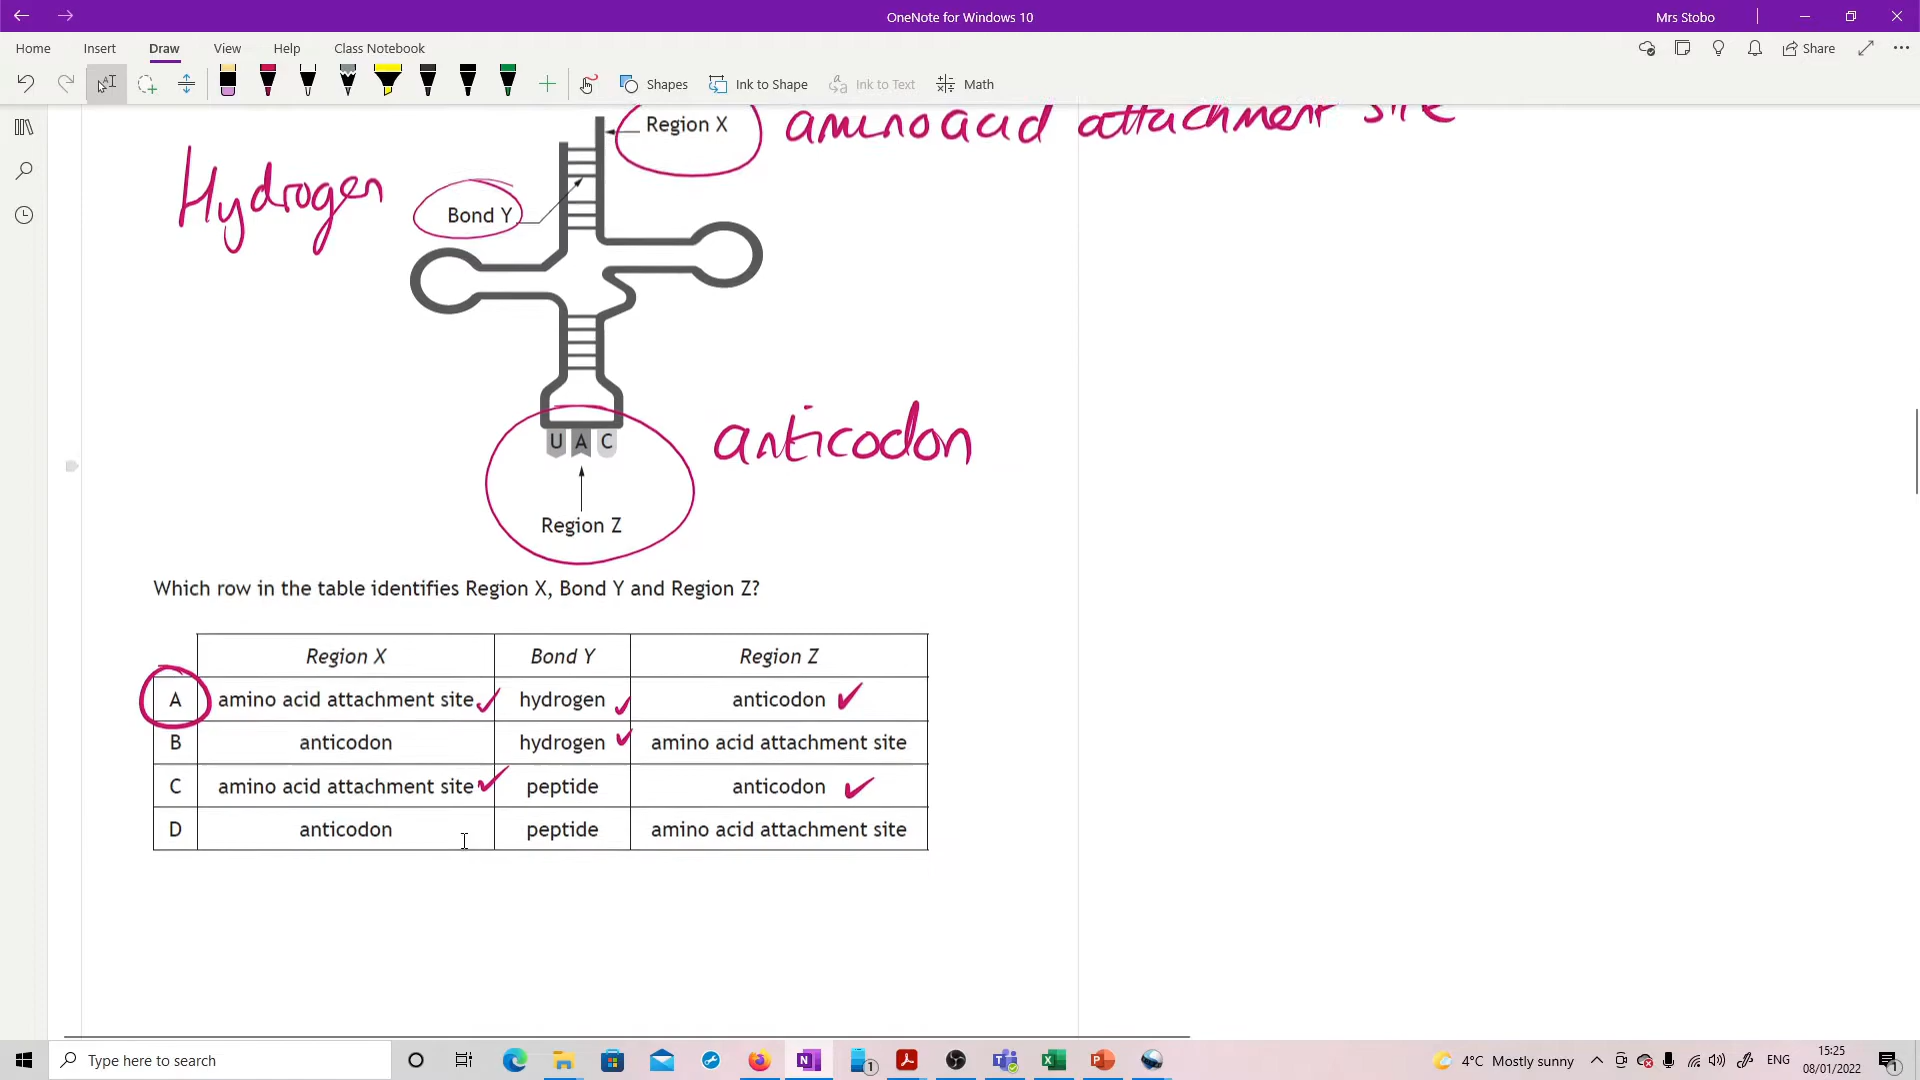 OneNote for Windows 10
Mrs Stobo
Home Insert Draw View Help Class Notebook
Share
Shapes Ink to Shape Ink to Text Math
Region X aminoacid attachment site
Hydrogen
Bond Y
U A C
anticodon
Region Z
Which row in the table identifies Region X, Bond Y and Region Z?
Region X Bond Y Region Z
A amino acid attachment site hydrogen anticodon
B anticodon hydrogen amino acid attachment site
C amino acid attachment site peptide anticodon
D anticodon peptide amino acid attachment site
Type here to search
4°C Mostly sunny
ENG
15:25
08/01/2022